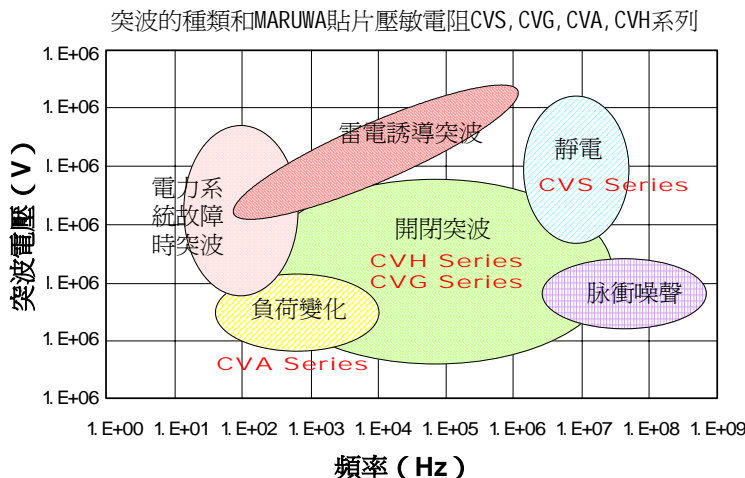 突波的種類和MARUWA貼片壓敏電阻CVS,CVG,CVA,CVH系列
突波電壓（V）
1.E+06
1.E+06
1.E+06
1.E+06
1.E+06
1.E+06
1.E+06
雷電誘導突波
靜電
CVS Series
電力系
統故障
時突波
開閉突波
CVH Series
CVG Series
負荷變化
CVA Series
脉衝噪聲
1.E+00 1.E+01 1.E+02 1.E+03 1.E+04 1.E+05 1.E+06 1.E+07 1.E+08 1.E+09
頻率（Hz）